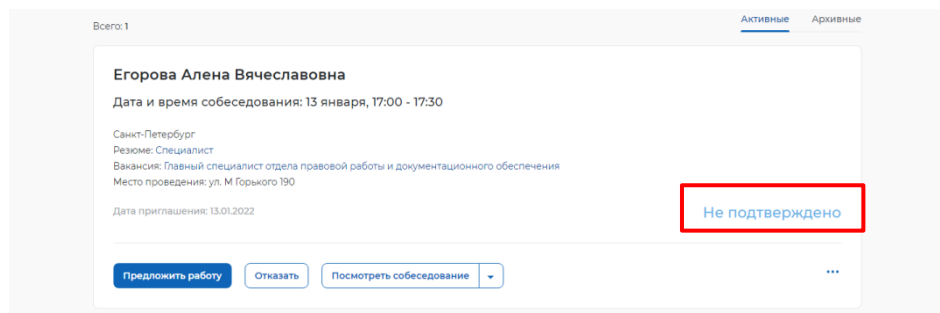 Всего: 1
Активные Архивные
Егорова Алена Вячеславовна
Дата и время собеседования: 13 января, 17:00 - 17:30
Санкт-Петербург
Резюме: Специалист
Вакансия: Главный специалист отдела правовой работы и документационного обеспечения
Место проведения: ул. М Горького 190
Дата приглашения: 13.01.2022
Не подтверждено
Предложить работу Отказать Посмотреть собеседование